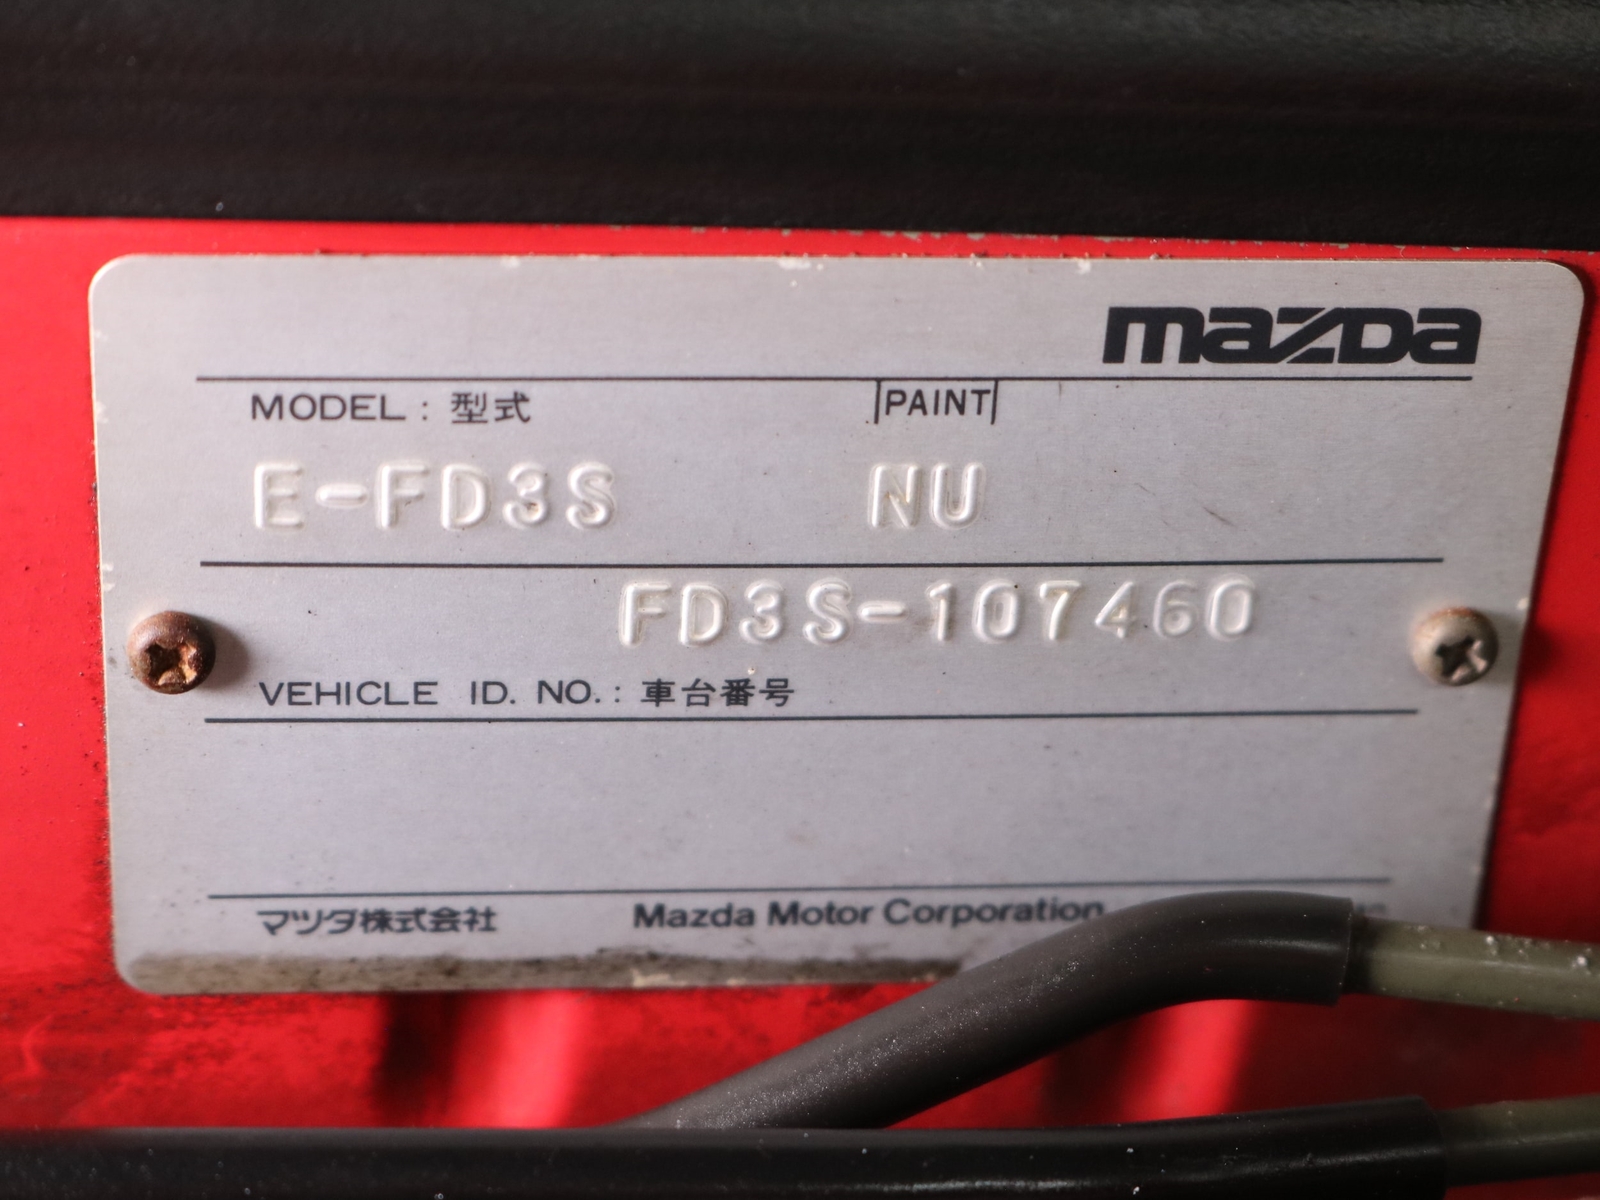 mazda
MODEL : 型式 PAINT
E-FD3S NU
FD3S-107460
VEHICLE ID. NO. : 車台番号
マツダ株式会社 Mazda Motor Corporation